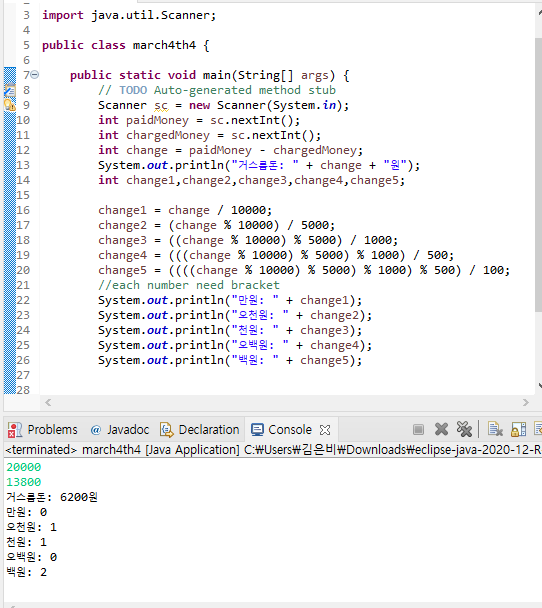 3 import java.util.Scanner;
4
5 public class march4th4 {
6
7 public static void main(String[] args) {
8 // TODO Auto-generated method stub
9 Scanner sc = new Scanner(System.in);
10 int paidMoney = sc.nextInt();
11 int chargedMoney = sc.nextInt();
12 int change = paidMoney - chargedMoney;
13 System.out.println("거스름돈: " + change + "원");
14 int change1,change2,change3,change4,change5;
15
16 change1 = change / 10000;
17 change2 = (change % 10000) / 5000;
18 change3 = ((change % 10000) % 5000) / 1000;
19 change4 = (((change % 10000) % 5000) % 1000) / 500;
20 change5 = ((((change % 10000) % 5000) % 1000) % 500) / 100;
21 //each number need bracket
22 System.out.println("만원: " + change1);
23 System.out.println("오천원: " + change2);
24 System.out.println("천원: " + change3);
25 System.out.println("오백원: " + change4);
26 System.out.println("백원: " + change5);
27
28
Problems @ Javadoc Declaration Console
<terminated> march4th4 [Java Application] C:₩Users₩김은비₩Downloads₩eclipse-java-2020-12-R
20000
13800
거스름돈: 6200원
만원: 0
오천원: 1
천원: 1
오백원: 0
백원: 2